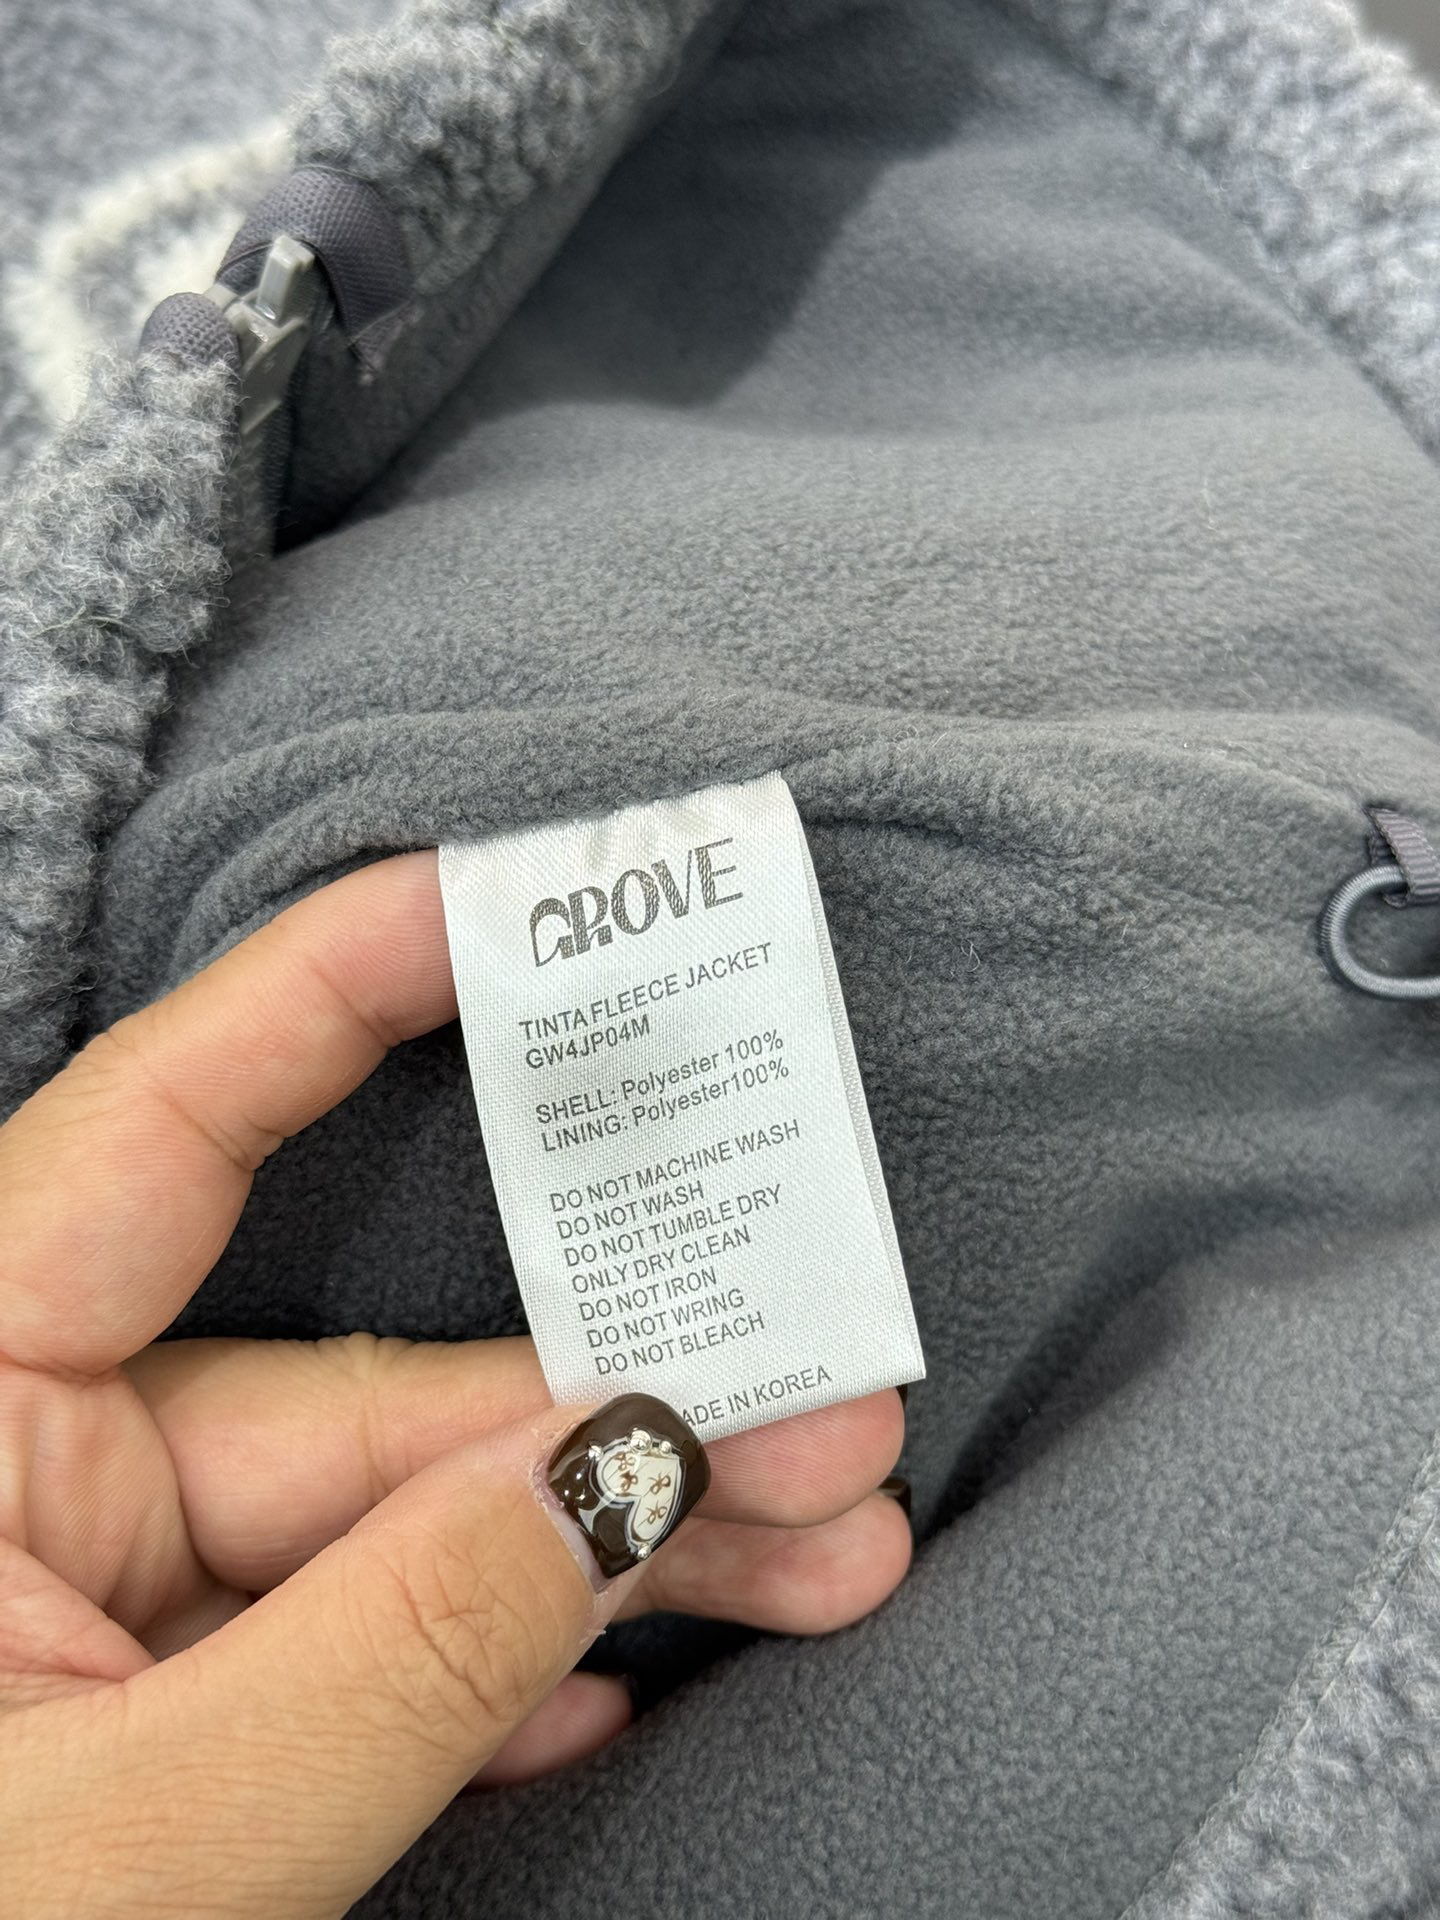 GROVE
TINTA FLEECE JACKET
GW4JP04M
SHELL: Polyester 100%
LINING: Polyester100%
DO NOT MACHINE WASH
DO NOT WASH
DO NOT TUMBLE DRY
ONLY DRY CLEAN
DO NOT IRON
DO NOT WRING
DO NOT BLEACH
ADE IN KOREA